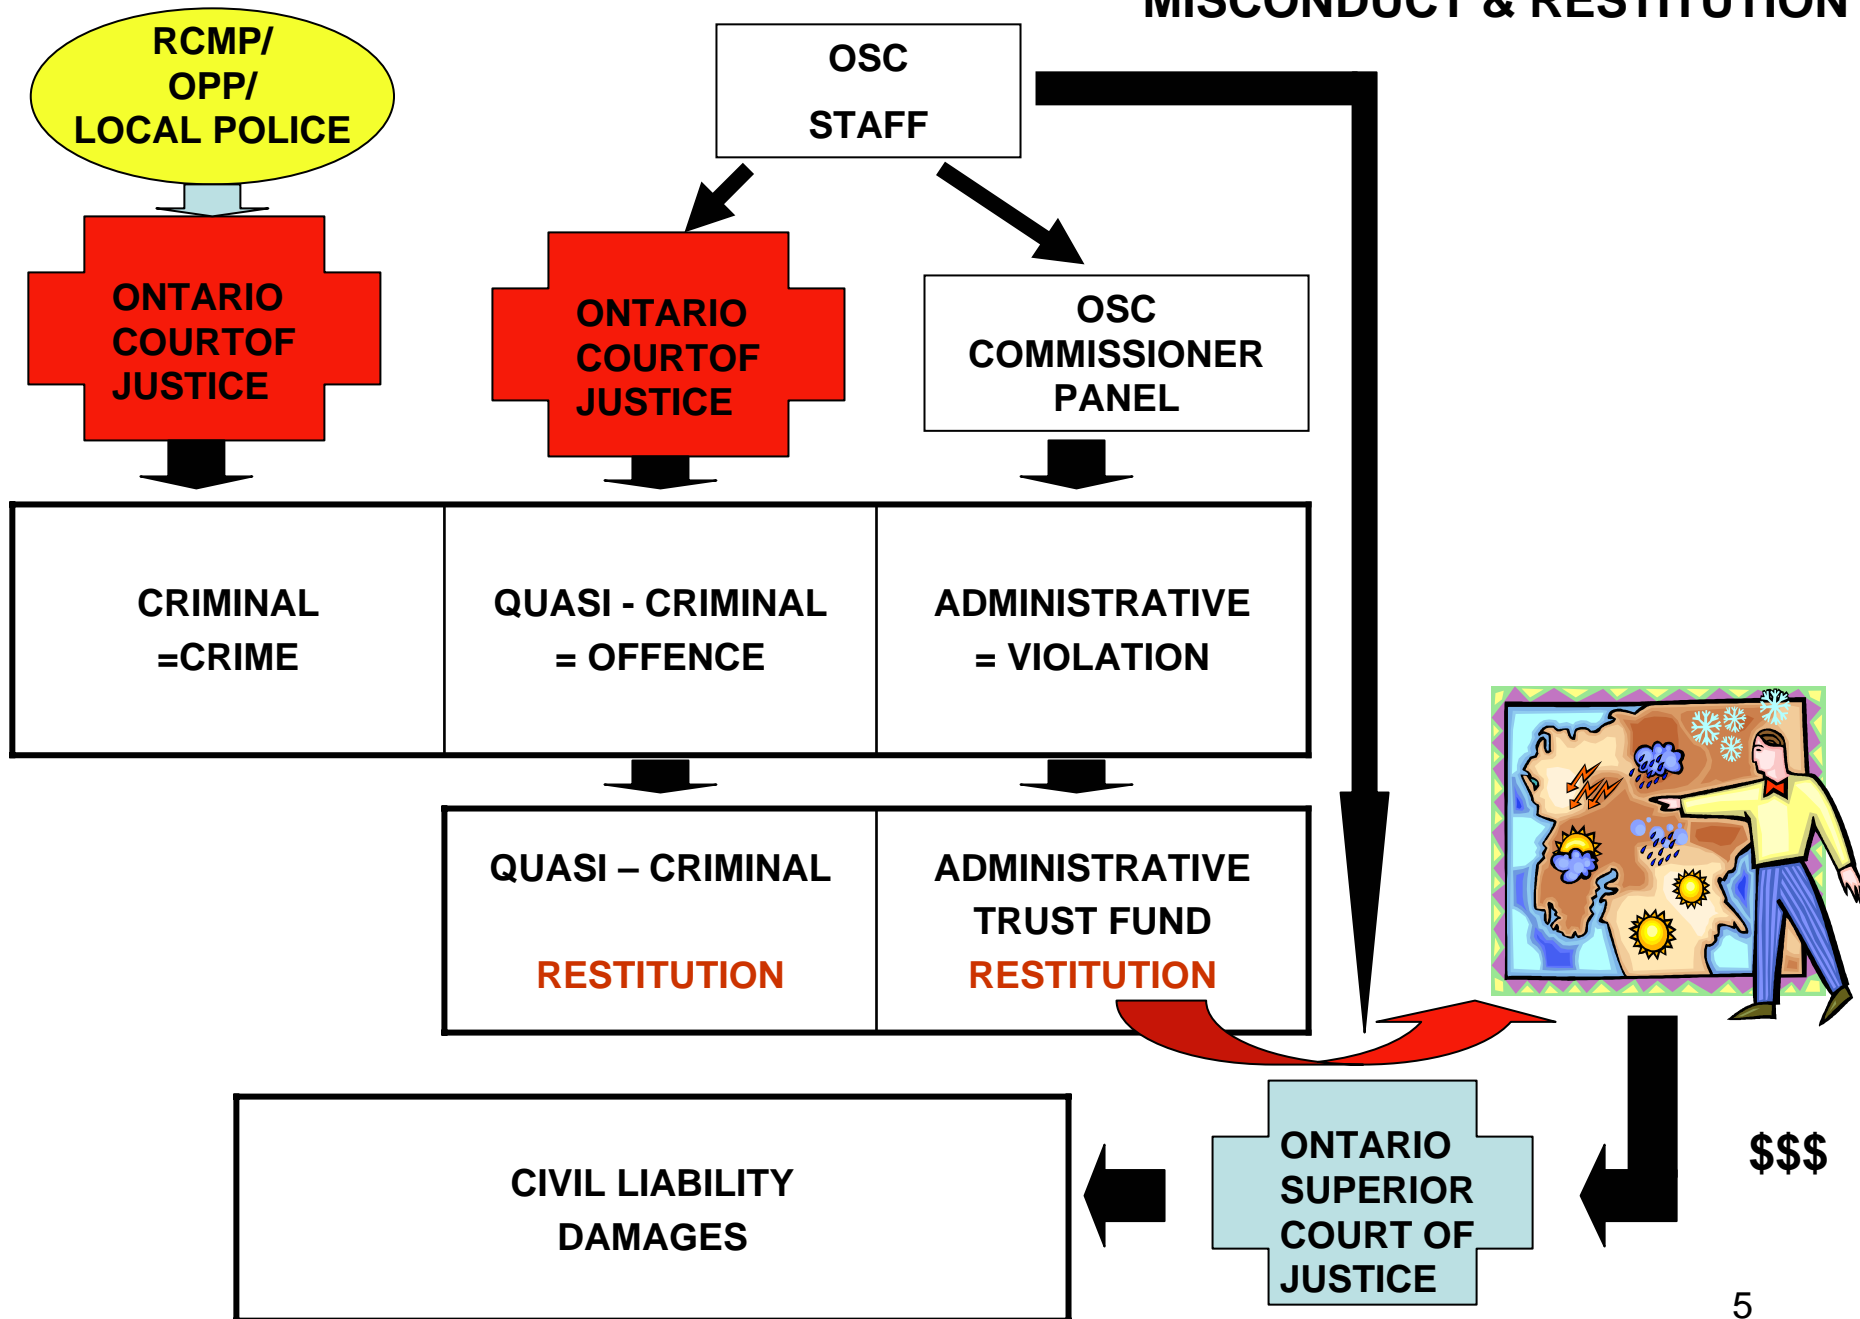 MISCONDUCT & RESTITUTION
RCMP/
OPP/
LOCAL POLICE
OSC
STAFF
ONTARIO
COURTOF
JUSTICE
ONTARIO
COURTOF
JUSTICE
OSC
COMMISSIONER
PANEL
CRIMINAL
=CRIME
QUASI - CRIMINAL
= OFFENCE
ADMINISTRATIVE
= VIOLATION
QUASI – CRIMINAL
RESTITUTION
ADMINISTRATIVE
TRUST FUND
RESTITUTION
CIVIL LIABILITY
DAMAGES
ONTARIO
SUPERIOR
COURT OF
JUSTICE
$$$
5